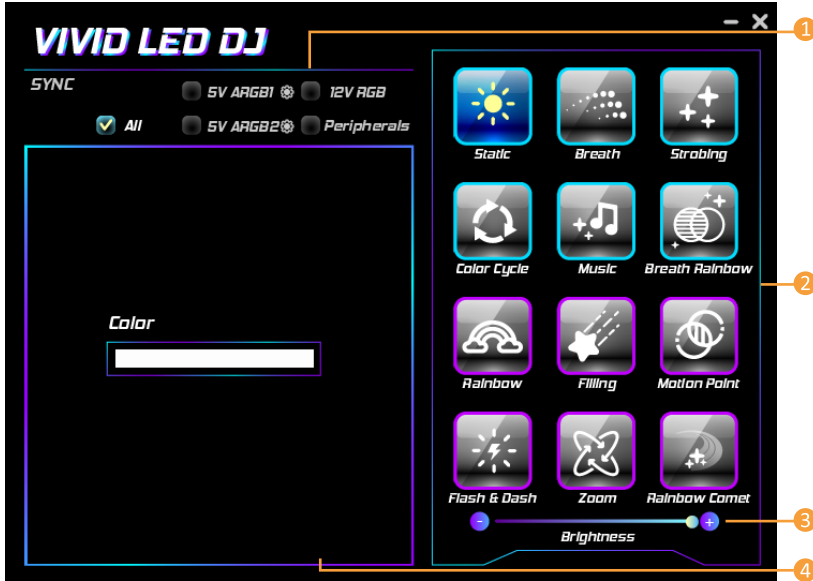 VIVID LED DJ
1
SYNC
5V ARGB1
12V RGB
All
5V ARGB2
Peripherals
Static
Breath
Strobing
Color Cycle
Music
Breath Rainbow
2
Color
Rainbow
Filling
Motion Point
Flash & Dash
Zoom
Rainbow Comet
- +
3
Brightness
4